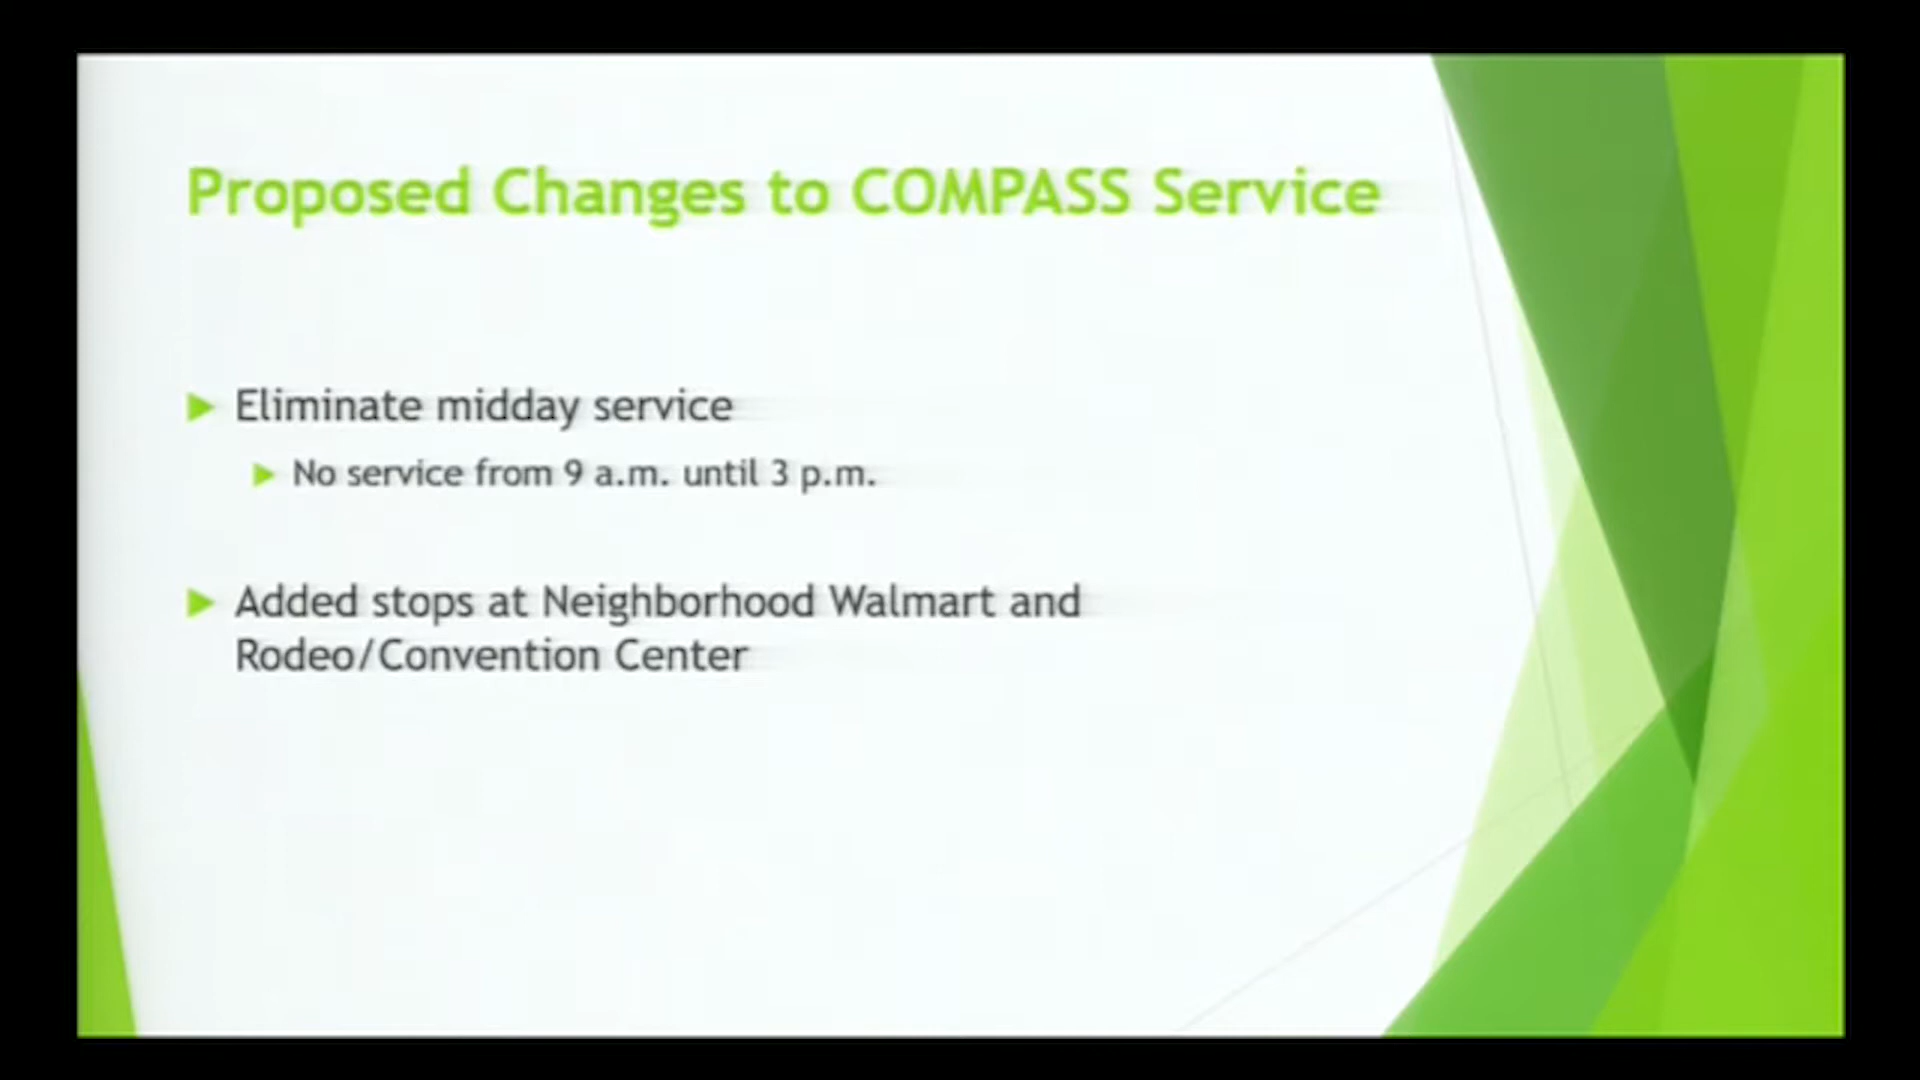 Proposed Changes to COMPASS Service
Eliminate midday service
No service from 9 a.m. until 3 p.m.
Added stops at Neighborhood Walmart and
Rodeo/Convention Center